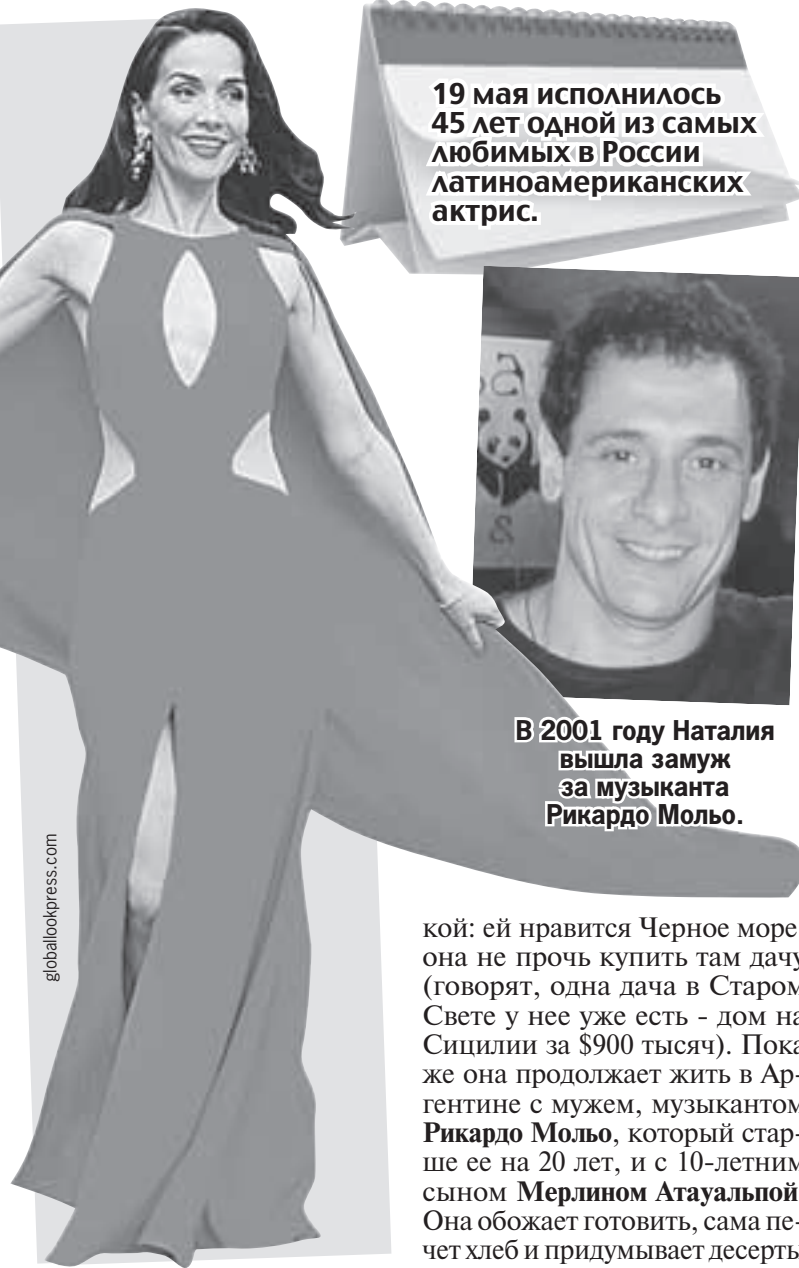 19 мая исполнилось
45 лет одной из самых
любимых в России
латиноамериканских
актрис.
В 2001 году Наталия
вышла замуж
за музыканта
Рикардо Мольо.
globallookpress.com
кой: ей нравится Черное море
она не прочь купить там дачу
(говорят, одна дача в Старом
Свете у нее уже есть - дом на
Сицилии за $900 тысяч). Пока
же она продолжает жить в Ар-
гентине с мужем, музыкантом
Рикардо Мольо, который стар-
ше ее на 20 лет, и с 10-летним
сыном Мерлином Атауальпой
Она обожает готовить, сама пе-
чет хлеб и придумывает десерты